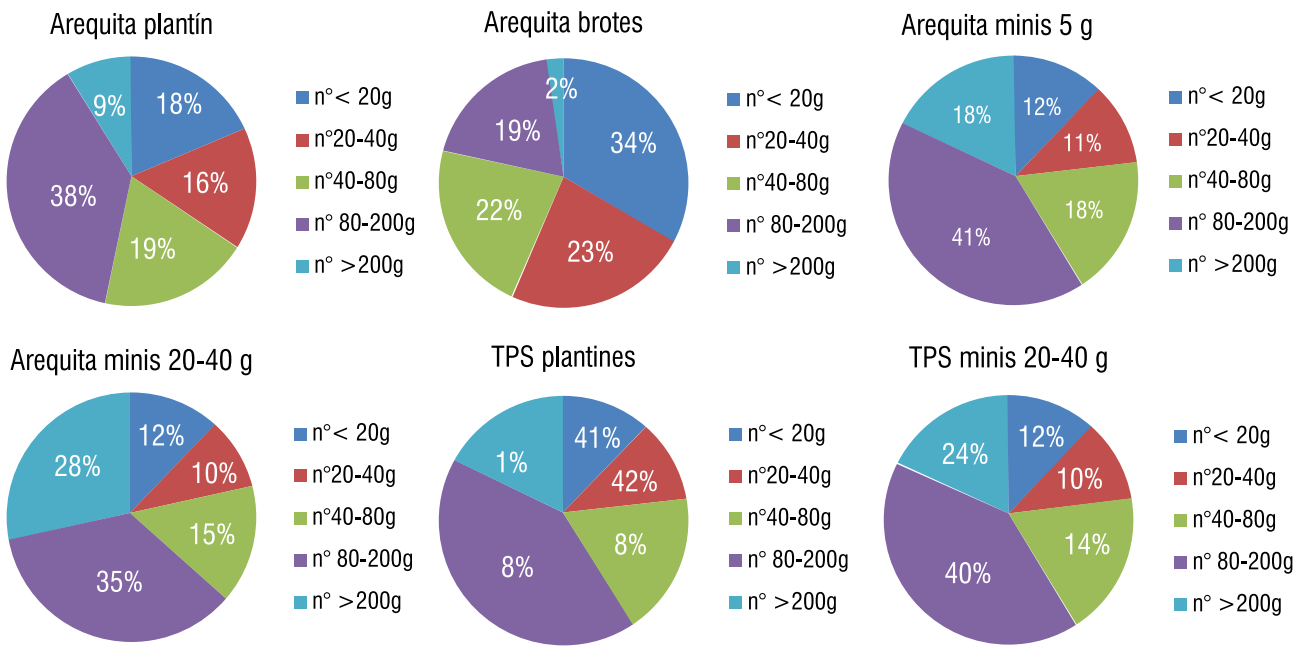 Arequita plantín
18%
16%
19%
38%
9%
n°< 20g
n°20-40g
n°40-80g
n° 80-200g
n° >200g
Arequita brotes
34%
23%
22%
19%
2%
n°< 20g
n°20-40g
n°40-80g
n° 80-200g
n° >200g
Arequita minis 5 g
12%
11%
18%
41%
18%
n°< 20g
n°20-40g
n°40-80g
n° 80-200g
n° >200g
Arequita minis 20-40 g
12%
10%
15%
35%
28%
n°< 20g
n°20-40g
n°40-80g
n° 80-200g
n° >200g
TPS plantines
41%
42%
8%
8%
1%
n°< 20g
n°20-40g
n°40-80g
n° 80-200g
n° >200g
TPS minis 20-40 g
12%
10%
14%
40%
24%
n°< 20g
n°20-40g
n°40-80g
n° 80-200g
n° >200g